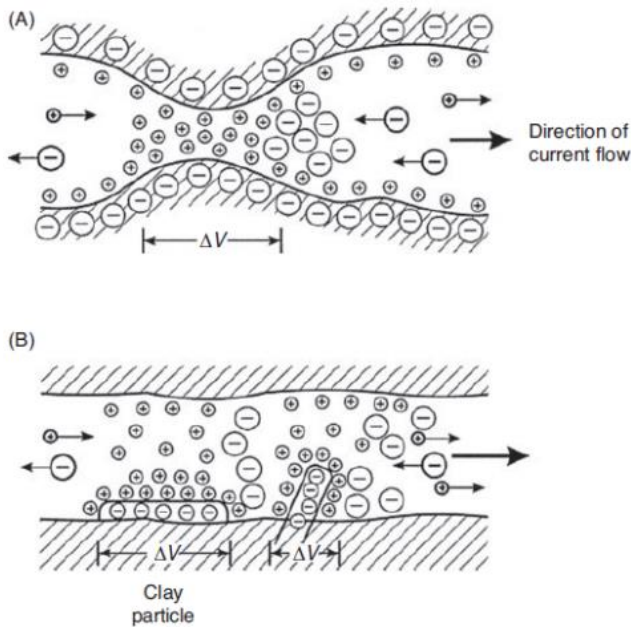 (A)
Direction of
current flow
ΔV
(B)
ΔV
ΔV
Clay
particle